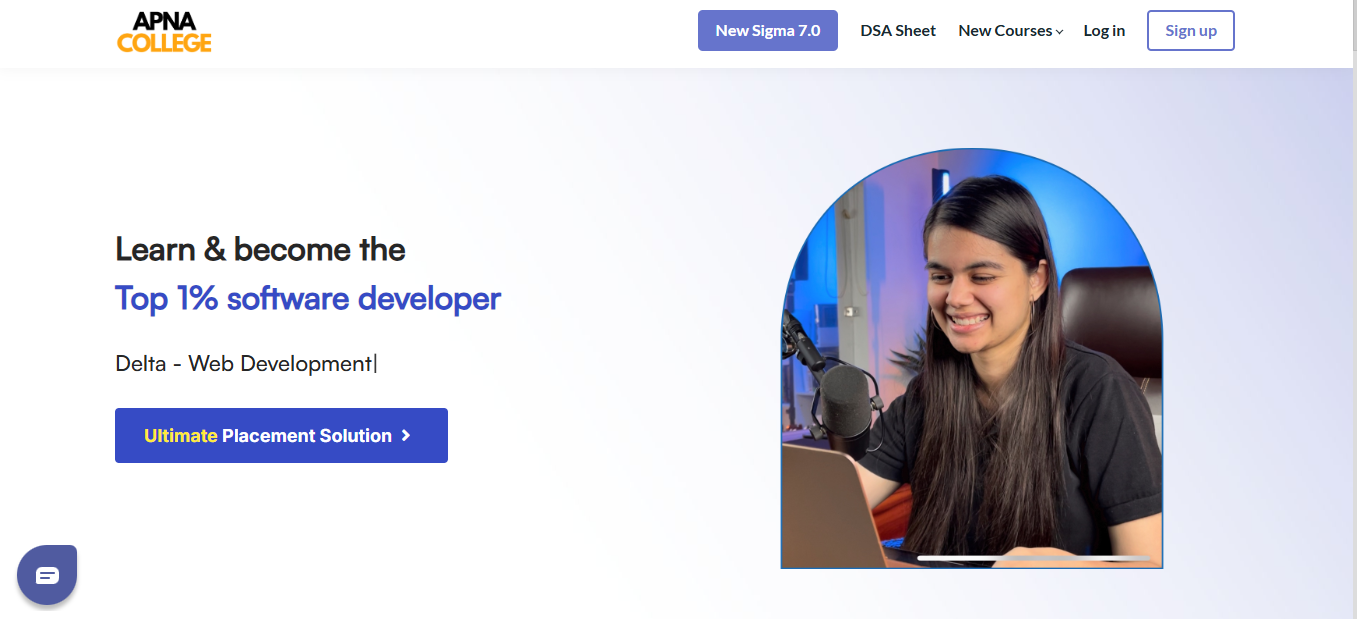 APNA
COLLEGE
New Sigma 7.0
DSA Sheet
New Courses
Log in
Sign up
Learn & become the
Top 1% software developer
Delta - Web Development|
Ultimate Placement Solution